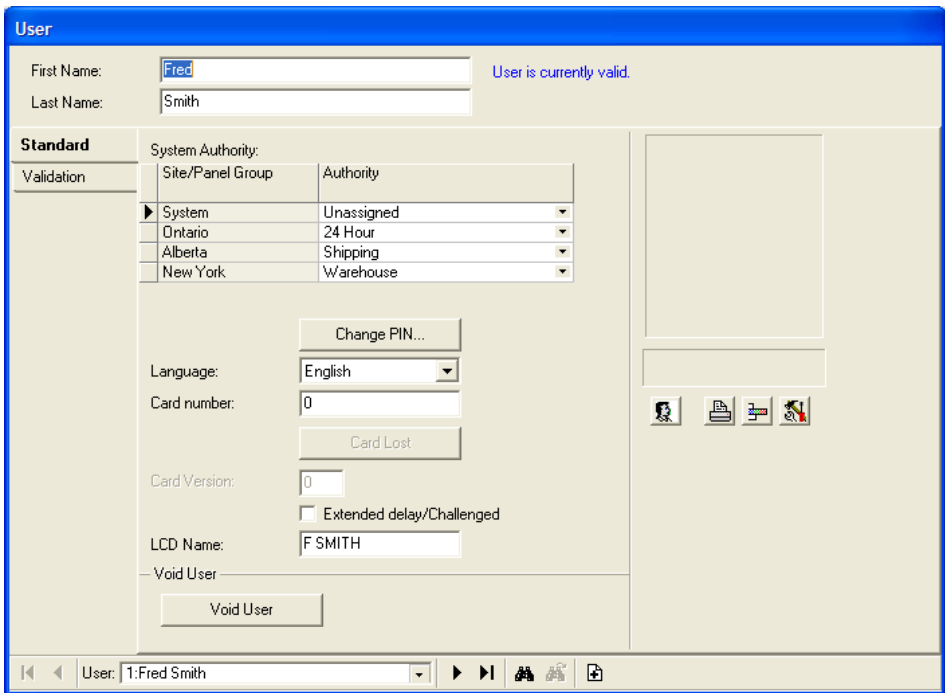 User
First Name: Fred User is currently valid.
Last Name: Smith
Standard
Validation
System Authority:
Site/Panel Group Authority
System Unassigned
Ontario 24 Hour
Alberta Shipping
New York Warehouse
Change PIN...
Language: English
Card number: 0
Card Lost
Card Version: 0
Extended delay/Challenged
LCD Name: F SMITH
Void User
Void User
User: 1:Fred Smith